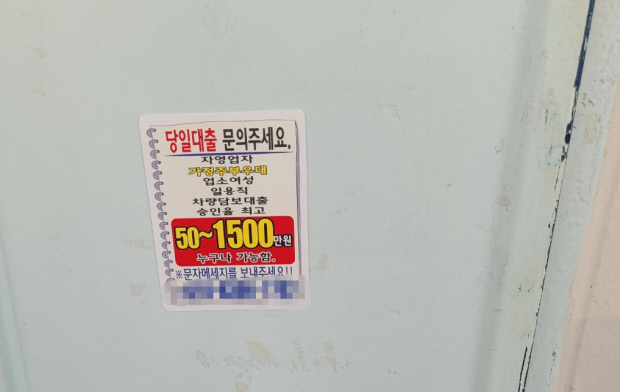 당일대출 문의주세요.
자영업자
가정주부우대
업소여성
일용직
차량담보대출
승인율 최고
50~1500만원
누구나 가능함.
※문자메세지를 보내주세요!!